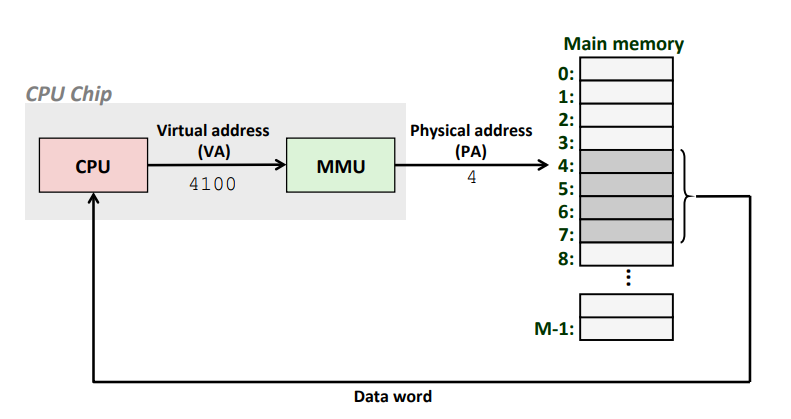 Main memory
0:
CPU Chip
1:
Virtual address
(VA)
Physical address
(PA)
2:
3:
CPU
MMU
4:
4100
4
5:
6:
7:
8:
⋮
M-1:
Data word